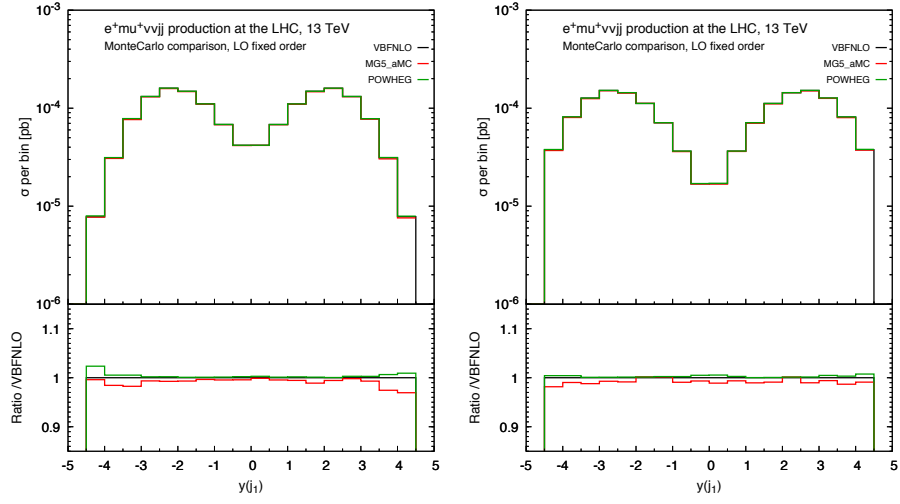 10^-3
e+mu+vvjj production at the LHC, 13 TeV
MonteCarlo comparison, LO fixed order
VBFNLO
MG5_aMC
POWHEG
10^-4
10^-5
10^-6
σ per bin [pb]
1.1
1
0.9
Ratio /VBFNLO
-5 -4 -3 -2 -1 0 1 2 3 4 5
y(j1)
10^-3
e+mu+vvjj production at the LHC, 13 TeV
MonteCarlo comparison, LO fixed order
VBFNLO
MG5_aMC
POWHEG
10^-4
10^-5
10^-6
σ per bin [pb]
1.1
1
0.9
Ratio /VBFNLO
-5 -4 -3 -2 -1 0 1 2 3 4 5
y(j1)